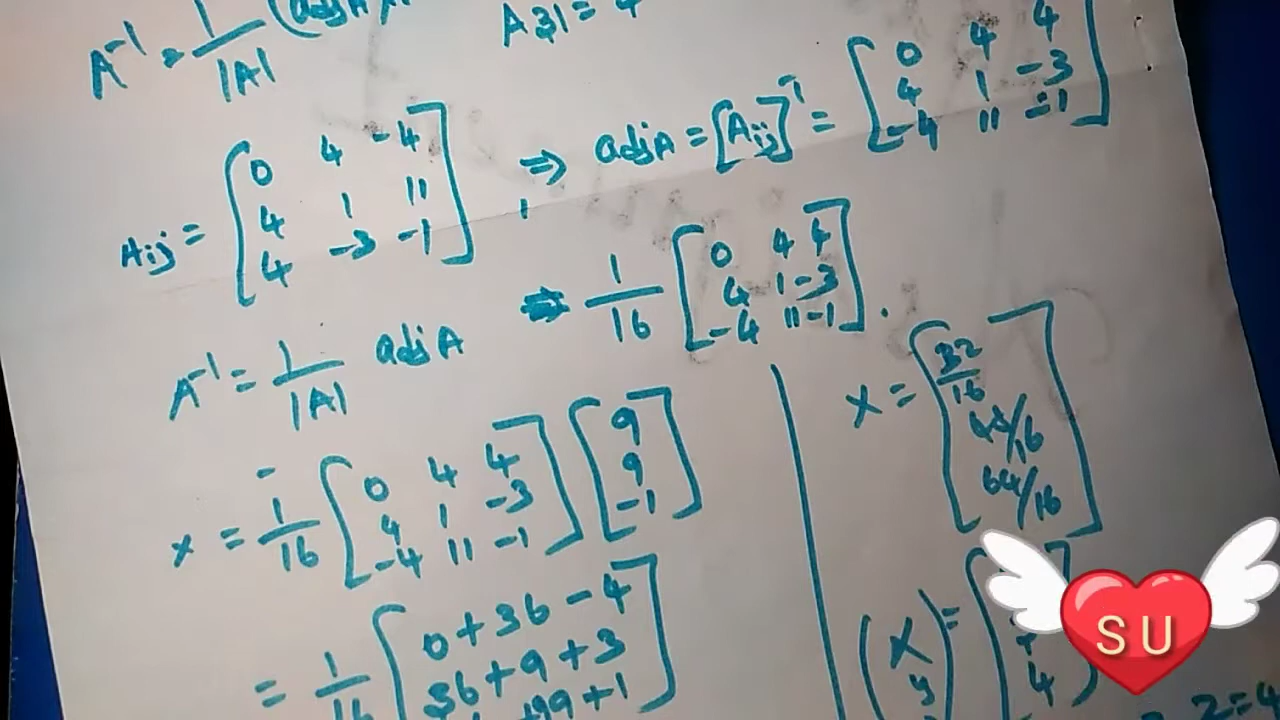 A⁻¹ = 1/|A| (adjA)
A31 = 4
Aij = [0 4 -4
4 1 11
4 -3 -1]
⇒ adjA = [Aij]ᵀ = [0 4 4
4 1 -3
-4 11 -1]
A⁻¹ = 1/|A| adjA
⇒ 1/16 [0 4 4
4 1 -3
-4 11 -1].
x = 1/16 [0 4 4
4 1 -3
-4 11 -1] [9
9
-1]
= 1/16 [0+36-4
36+9+3
+99+1]
x = [32/16
48/16
64/16]
(x
y
= [
4
z=4
SU